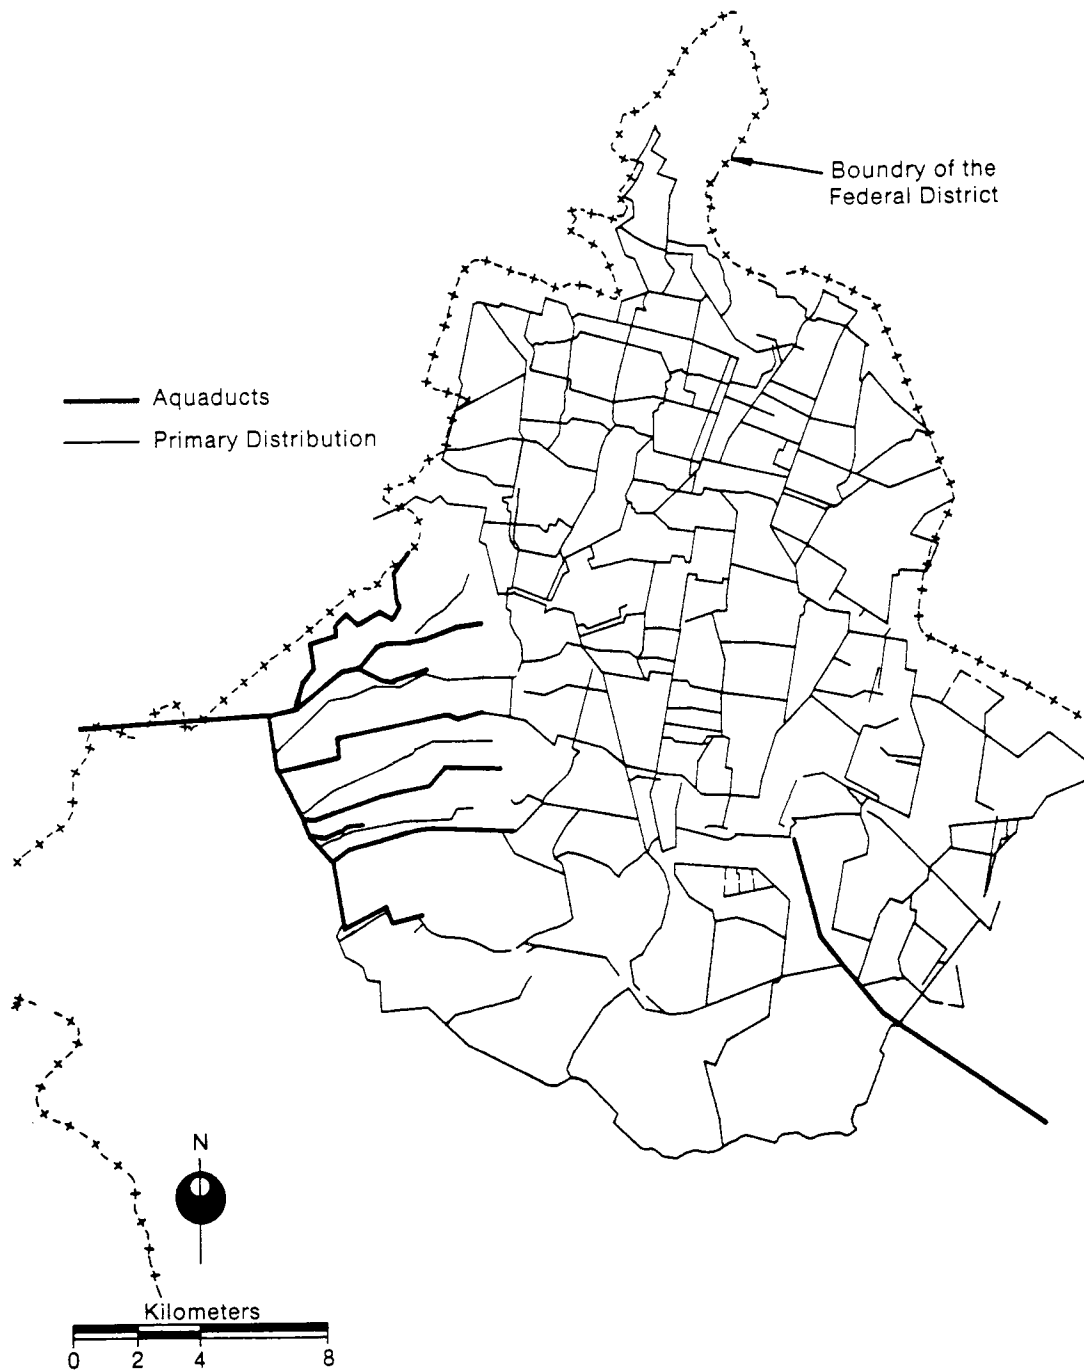 Boundry of the
Federal District
Aquaducts
Primary Distribution
N
Kilometers
0 2 4 8